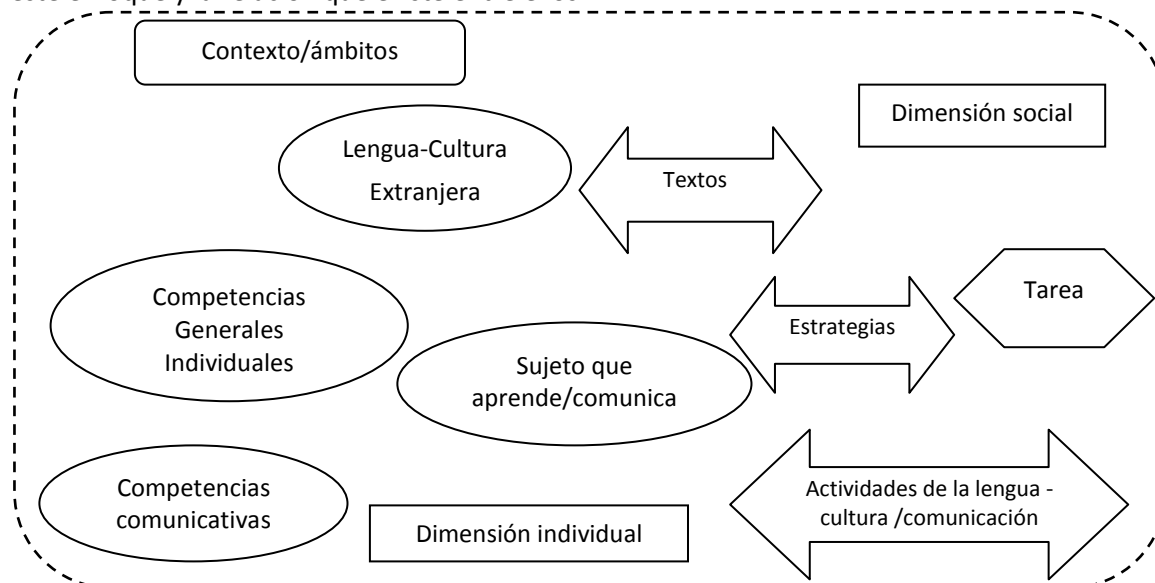 Contexto/ámbitos
Dimensión social
Lengua-Cultura
Extranjera
Textos
Competencias
Generales
Individuales
Estrategias
Tarea
Sujeto que
aprende/comunica
Competencias
comunicativas
Actividades de la lengua -
cultura /comunicación
Dimensión individual